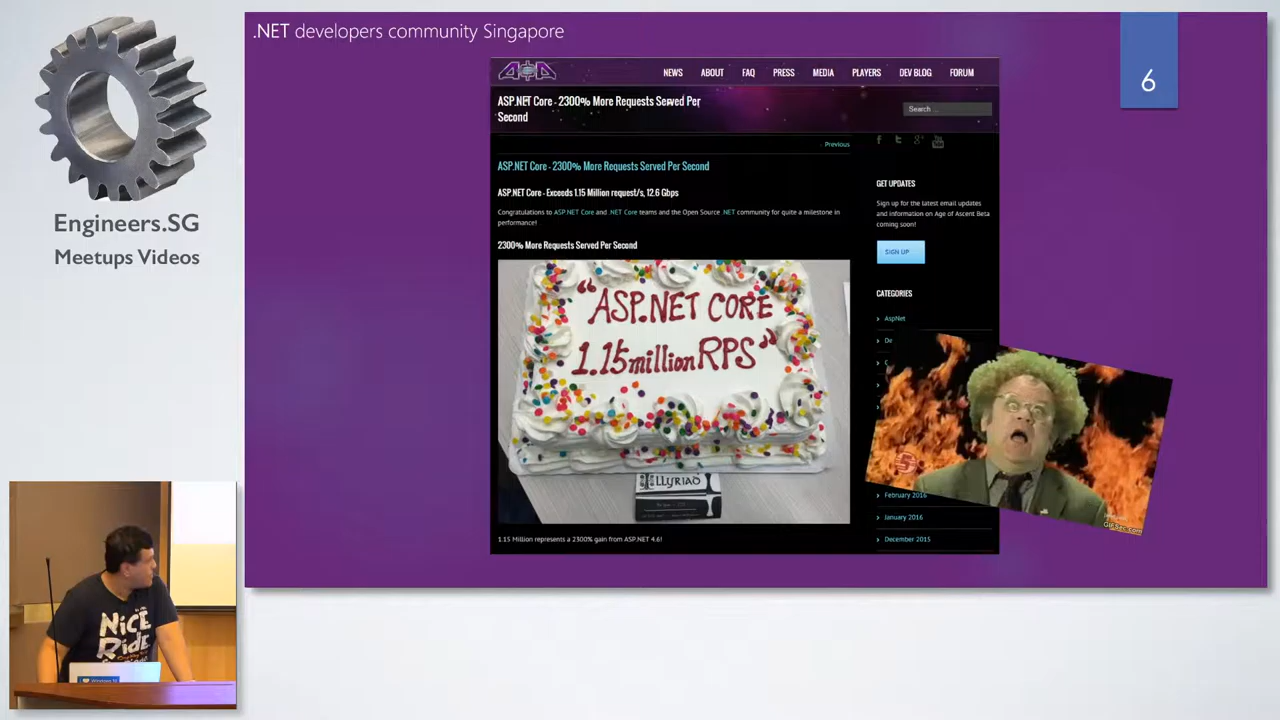 .NET developers community Singapore
6
Engineers.SG
Meetups Videos
NEWS ABOUT FAQ PRESS MEDIA PLAYERS DEV BLOG FORUM
ASP.NET Core - 2300% More Requests Served Per
Second
Search ...
Previous
ASP.NET Core - 2300% More Requests Served Per Second
ASP.NET Core - Exceeds 1.15 Million request/s, 12.6 Gbps
Congratulations to ASP.NET Core and .NET Core teams and the Open Source .NET community for quite a milestone in
performance!
2300% More Requests Served Per Second
"ASP.NET CORE
1.15 million RPS"
ILLYRIAD
1.15 Million represents a 2300% gain from ASP.NET 4.6!
GET UPDATES
Sign up for the latest email updates
and information on Age of Ascent Beta
coming soon!
SIGN UP
CATEGORIES
AspNet
De
5
February 2016
January 2016
December 2015
NiCE
Ride
Windows 10